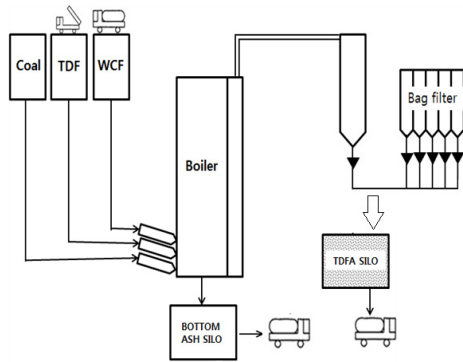 Coal
TDF
WCF
Boiler
Bag filter
TDFA SILO
BOTTOM
ASH SILO